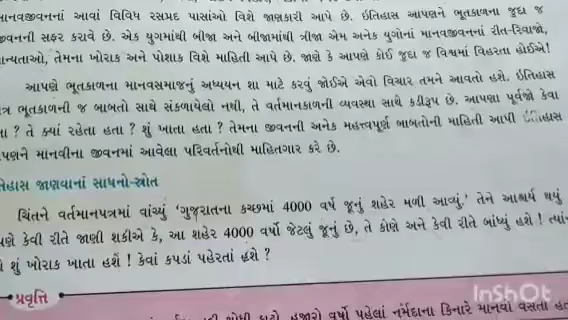 માનવજીવનનાં આવાં વિવિધ રસપ્રદ પાસાંઓ વિશે જાણકારી આપે છે. ઇતિહાસ આપણને ભૂતકાળના જુદા જ
જીવનની સફર કરાવે છે. એક યુગમાંથી બીજા અને બીજામાંથી ત્રીજા એમ અનેક યુગોનાં માનવજીવનનાં રીત-રિવાજો,
માન્યતાઓ, તેમના ખોરાક અને પોશાક વિશે માહિતી આપે છે. જાણે કે આપણે કોઈ જુદા જ વિશ્વમાં વિહરતા હોઈએ!
આપણે ભૂતકાળના માનવસમાજનું અધ્યયન શા માટે કરવું જોઈએ એવો વિચાર તમને આવતો હશે. ઇતિહાસ
ભૂતકાળની જ બાબતો સાથે સંકળાયેલો નથી, તે વર્તમાનકાળની વ્યવસ્થા સાથે કડીરૂપ છે. આપણા પૂર્વજો કેવા
? તે ક્યાં રહેતા હતા ? શું ખાતા હતા ? તેમના જીવનની અનેક મહત્ત્વપૂર્ણ બાબતોની માહિતી આપી ઇતિહાસ
આપણને માનવીના જીવનમાં આવેલા પરિવર્તનોથી માહિતગાર કરે છે.
ઇતિહાસ જાણવાનાં સાધનો-સ્રોત
ચિંતને વર્તમાનપત્રમાં વાંચ્યું 'ગુજરાતના કચ્છમાં 4000 વર્ષ જૂનું શહેર મળી આવ્યું.' તેને આશ્ચર્ય થયું
કેવી રીતે જાણી શકીએ કે, આ શહેર 4000 વર્ષો જેટલું જૂનું છે, તે કોણે અને કેવી રીતે બાંધ્યું હશે !
શું ખોરાક ખાતા હશે ! કેવાં કપડાં પહેરતાં હશે ?
પ્રવૃત્તિ
હજારો વર્ષો પહેલાં નર્મદાના કિનારે માનવો વસતા
InShOt